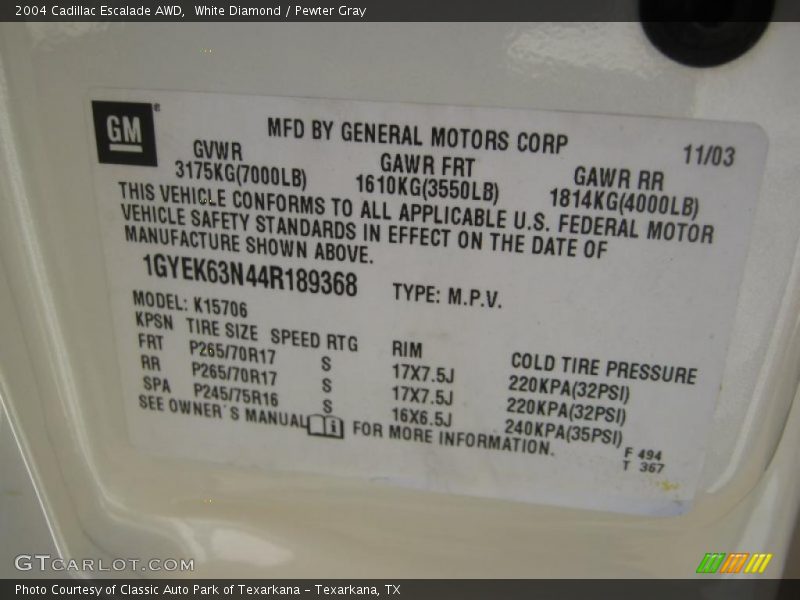 2004 Cadillac Escalade AWD,  White Diamond / Pewter Gray
GM®
MFD BY GENERAL MOTORS CORP
11/03
GVWR GAWR FRT GAWR RR
3175KG(7000LB) 1610KG(3550LB) 1814KG(4000LB)
THIS VEHICLE CONFORMS TO ALL APPLICABLE U.S. FEDERAL MOTOR
VEHICLE SAFETY STANDARDS IN EFFECT ON THE DATE OF
MANUFACTURE SHOWN ABOVE.
1GYEK63N44R189368 TYPE: M.P.V.
MODEL: K15706
KPSN TIRE SIZE SPEED RTG RIM COLD TIRE PRESSURE
FRT P265/70R17 S 17X7.5J 220KPA(32PSI)
RR P265/70R17 S 17X7.5J 220KPA(32PSI)
SPA P245/75R16 S 16X6.5J 240KPA(35PSI)
SEE OWNER'S MANUAL FOR MORE INFORMATION.
F 494
T 367
GTCARLOT.COM
Photo Courtesy of Classic Auto Park of Texarkana – Texarkana, TX